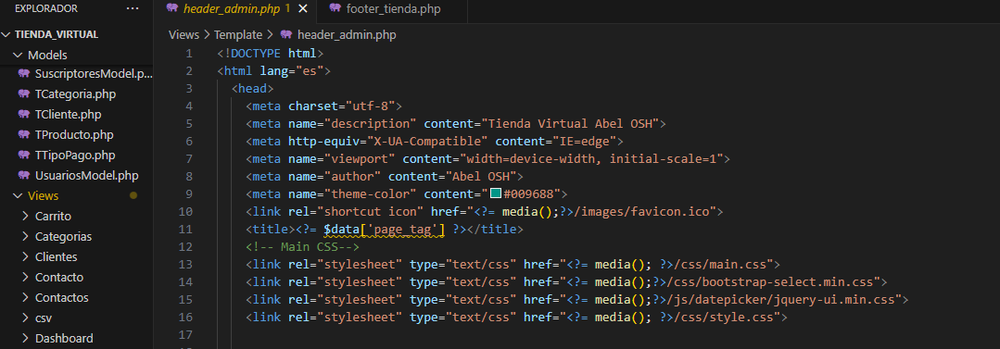 EXPLORADOR ···
TIENDA_VIRTUAL
Models
SuscriptoresModel.p...
TCategoria.php
TCliente.php
TProducto.php
TTipoPago.php
UsuariosModel.php
Views
Carrito
Categorias
Clientes
Contacto
Contactos
csv
Dashboard
header_admin.php 1 ×
footer_tienda.php
Views > Template > header_admin.php
1 <!DOCTYPE html>
2 <html lang="es">
3 <head>
4 <meta charset="utf-8">
5 <meta name="description" content="Tienda Virtual Abel OSH">
6 <meta http-equiv="X-UA-Compatible" content="IE=edge">
7 <meta name="viewport" content="width=device-width, initial-scale=1">
8 <meta name="author" content="Abel OSH">
9 <meta name="theme-color" content="#009688">
10 <link rel="shortcut icon" href="<?= media();?>/images/favicon.ico">
11 <title><?= $data['page_tag'] ?></title>
12 <!-- Main CSS-->
13 <link rel="stylesheet" type="text/css" href="<?= media(); ?>/css/main.css">
14 <link rel="stylesheet" type="text/css" href="<?= media();?>/css/bootstrap-select.min.css">
15 <link rel="stylesheet" type="text/css" href="<?= media();?>/js/datepicker/jquery-ui.min.css">
16 <link rel="stylesheet" type="text/css" href="<?= media(); ?>/css/style.css">
17